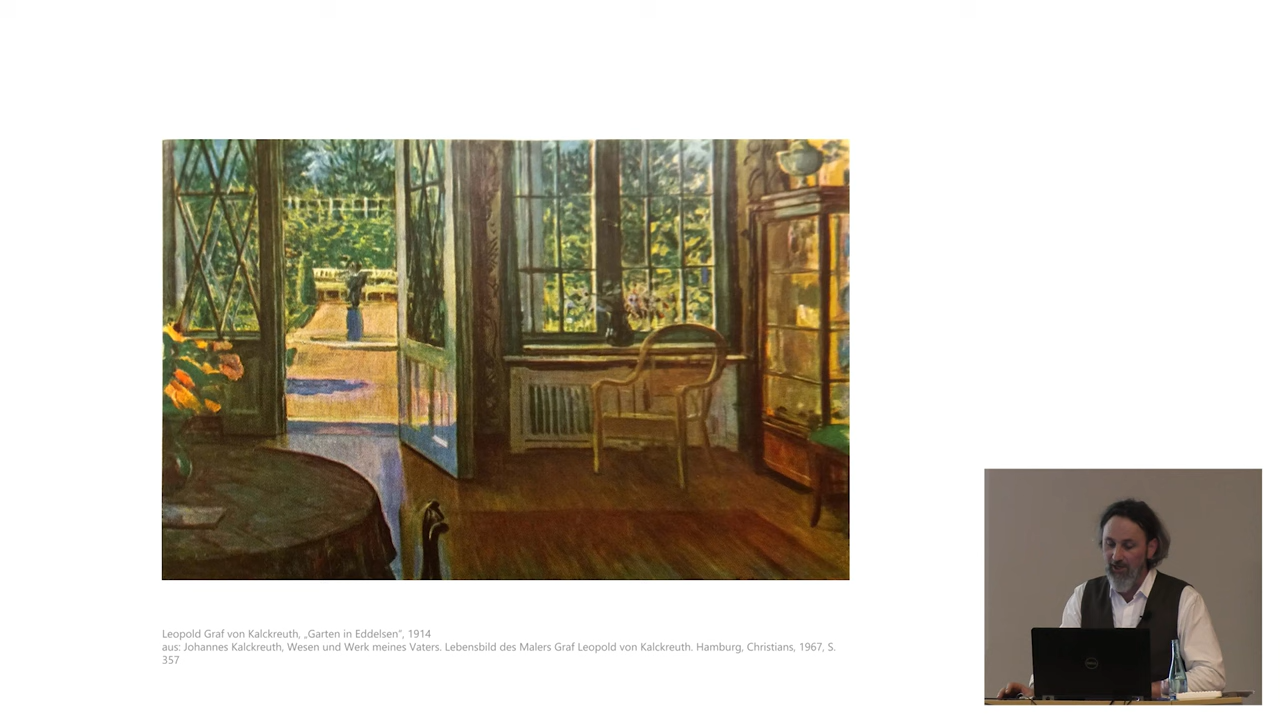 Leopold Graf von Kalckreuth, „Garten in Eddelsen“, 1914
aus: Johannes Kalckreuth, Wesen und Werk meines Vaters. Lebensbild des Malers Graf Leopold von Kalckreuth. Hamburg, Christians, 1967, S.
357
DELL